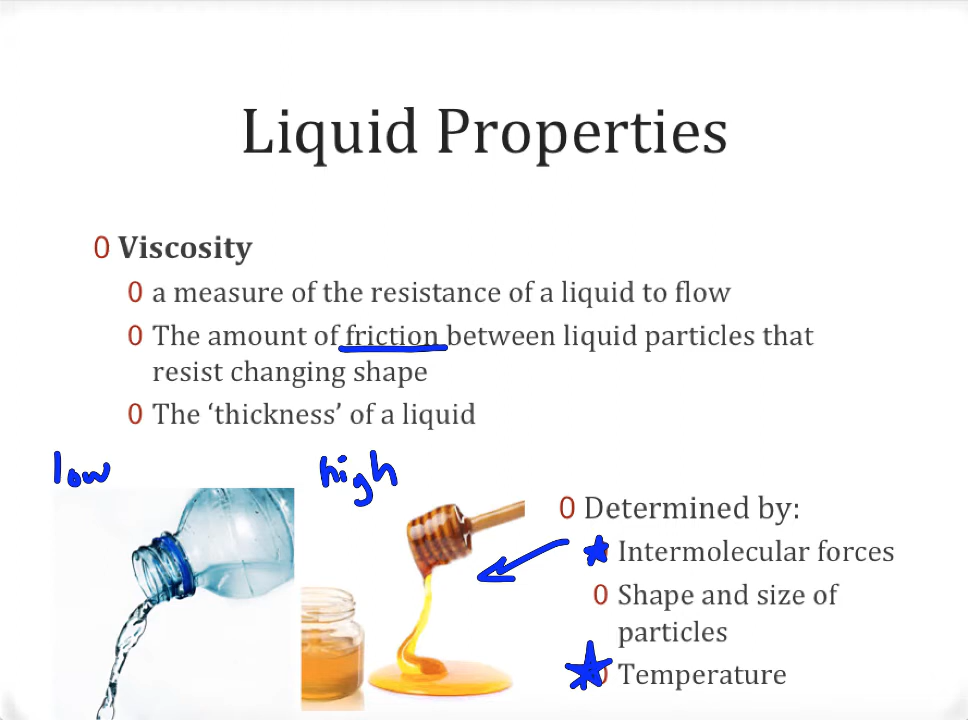 Liquid Properties
0 Viscosity
0 a measure of the resistance of a liquid to flow
0 The amount of friction between liquid particles that
resist changing shape
0 The ‘thickness’ of a liquid
low
high
0 Determined by:
Intermolecular forces
0 Shape and size of
particles
Temperature